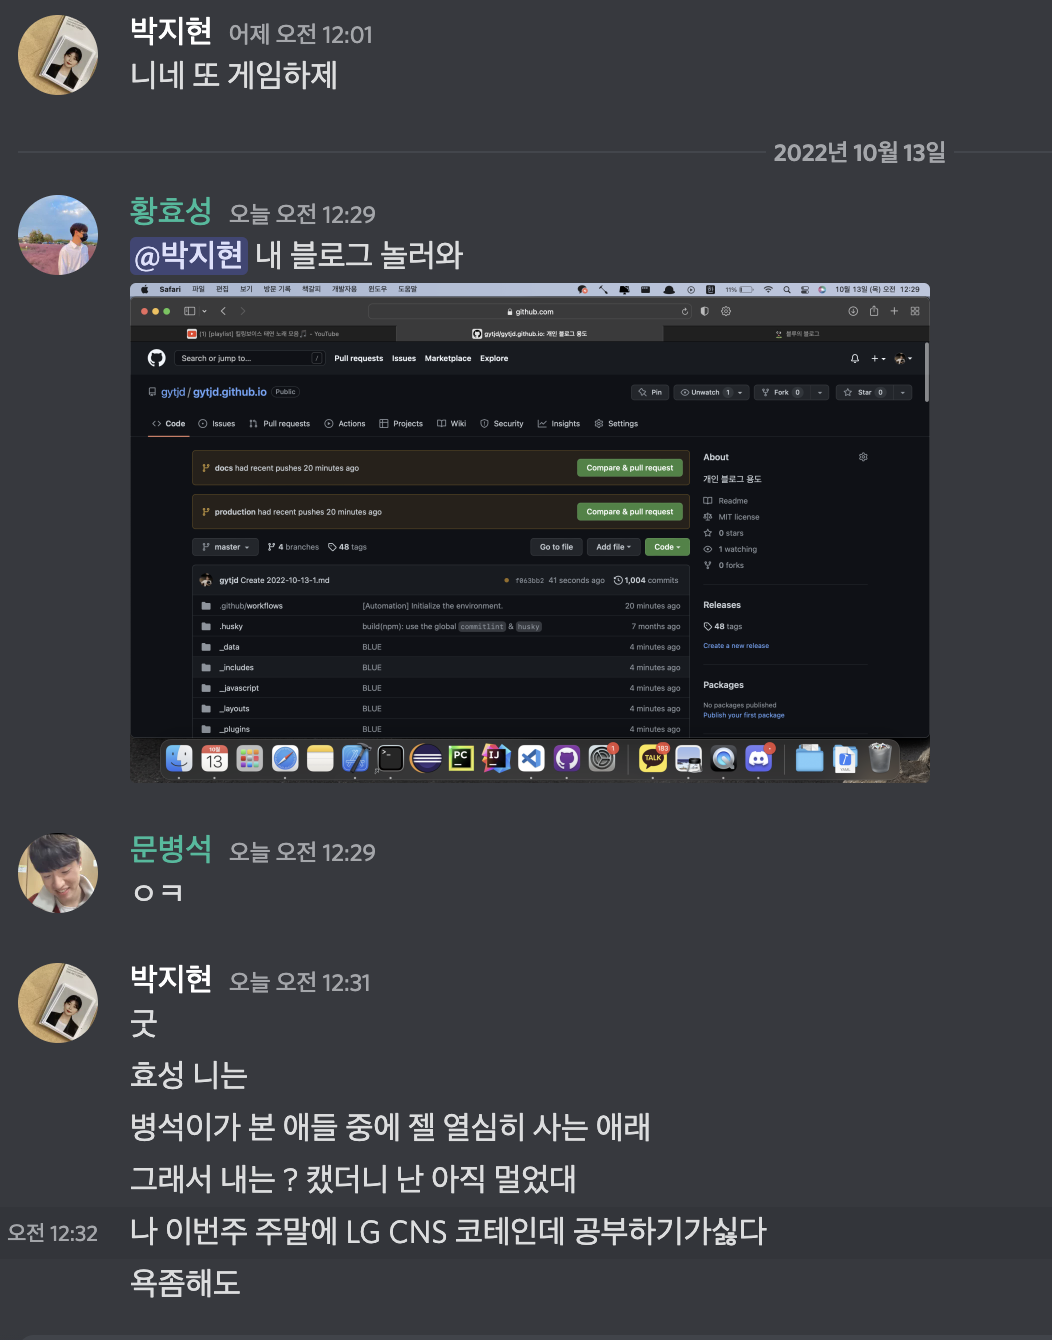 박지현 어제 오전 12:01
니네 또 게임하제
2022년 10월 13일
황효성 오늘 오전 12:29
@박지현 내 블로그 놀러와
Safari 파일 편집 보기 방문 기록 책갈피 개발자용 윈도우 도움말 11% 10월 13일 (목) 오전 12:29
github.com
(1) [playlist] 킬링보이스 태연 노래 모음🎵 - YouTube gytjd/gytjd.github.io: 개인 블로그 용도 블루의 블로그
Search or jump to... / Pull requests Issues Marketplace Explore
gytjd / gytjd.github.io Public Pin Unwatch 1 Fork 0 Star 0
Code Issues Pull requests Actions Projects Wiki Security Insights Settings
docs had recent pushes 20 minutes ago Compare & pull request
production had recent pushes 20 minutes ago Compare & pull request
master 4 branches 48 tags Go to file Add file Code
gytjd Create 2022-10-13-1.md f863bb2 41 seconds ago 1,004 commits
.github/workflows [Automation] Initialize the environment. 20 minutes ago
.husky build(npm): use the global commitlint & husky 7 months ago
_data BLUE 4 minutes ago
_includes BLUE 4 minutes ago
_javascript BLUE 4 minutes ago
_layouts BLUE 4 minutes ago
_plugins BLUE 4 minutes ago
About
개인 블로그 용도
Readme
MIT license
0 stars
1 watching
0 forks
Releases
48 tags
Create a new release
Packages
No packages published
Publish your first package
10월 13 PC IJ 1 TALK 183
문병석 오늘 오전 12:29
ㅇㅋ
박지현 오늘 오전 12:31
굿
효성 니는
병석이가 본 애들 중에 젤 열심히 사는 애래
그래서 내는 ? 캤더니 난 아직 멀었대
오전 12:32 나 이번주 주말에 LG CNS 코테인데 공부하기가싫다
욕좀해도